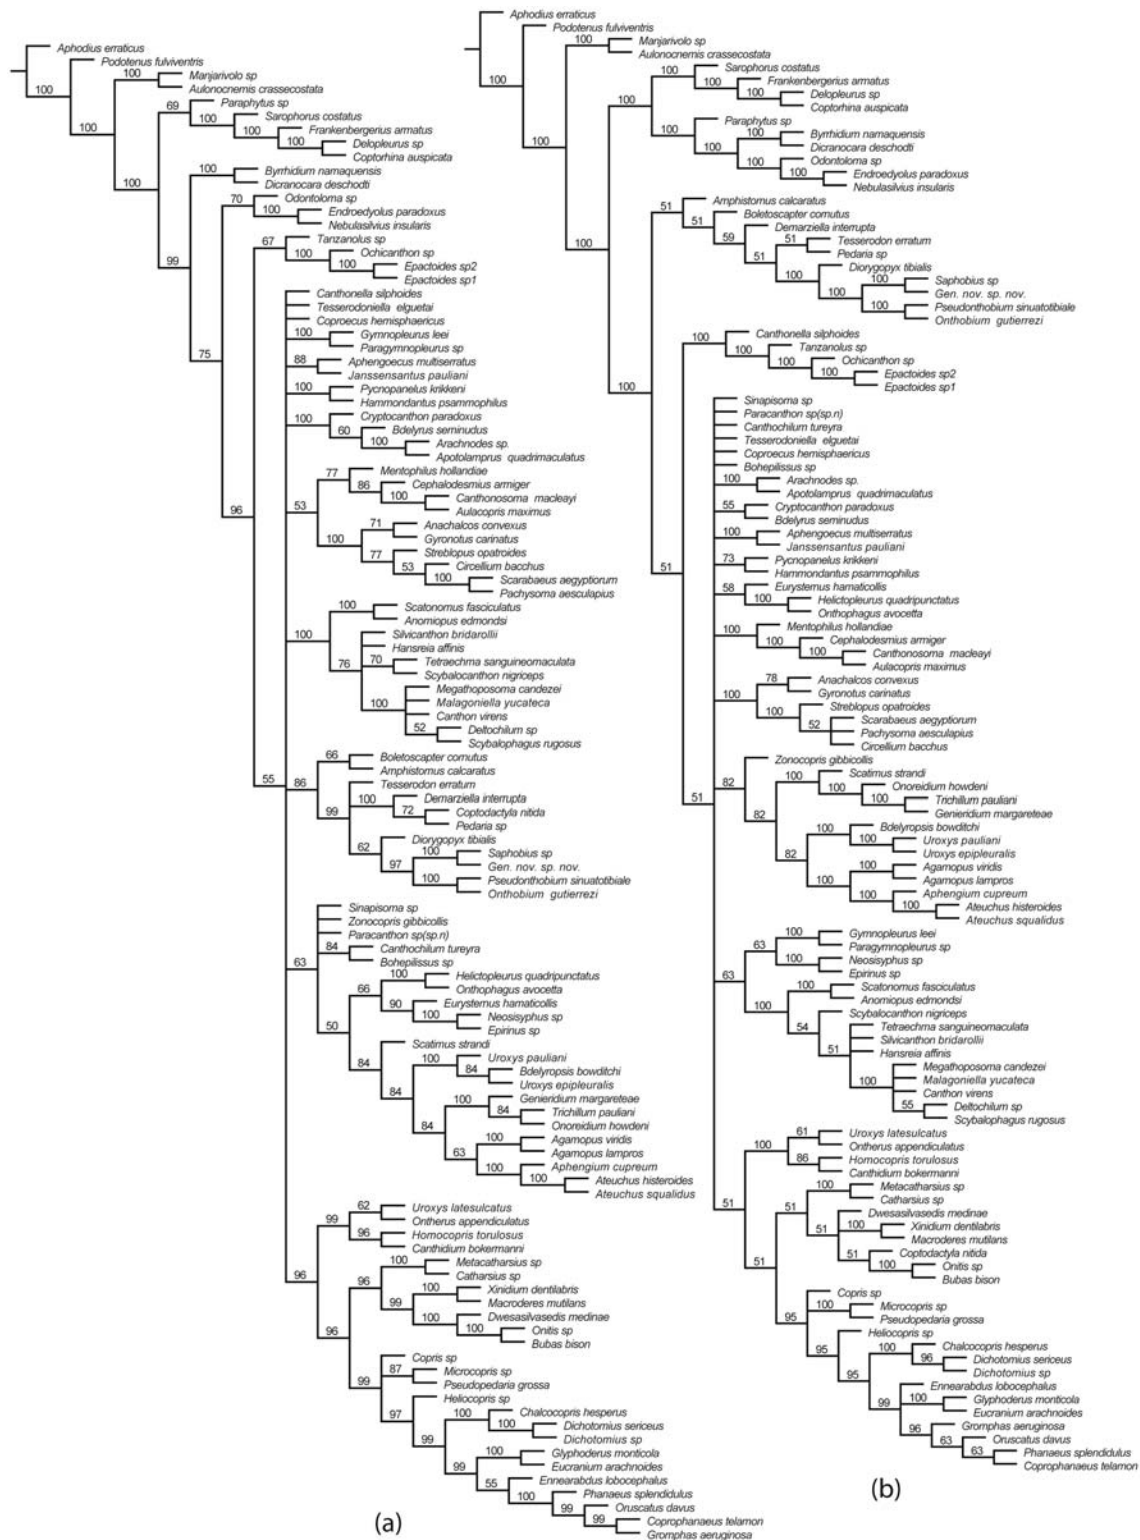 Aphodius erraticus
Podotenus fulviventris
100
Manjarivolo sp
100
Aulonocnemis crassecostata
100
Paraphytus sp
69
Sarophorus costatus
100
Frankenbergerius armatus
100
Delopleurus sp
100
Coptorhina auspicata
100
Byrrhidium namaquensis
100
Dicranocara deschodti
Odontoloma sp
70
Endroedyolus paradoxus
100
Nebulasilvius insularis
99
Tanzanolus sp
67
Ochicanthon sp
100
Epactoides sp2
100
Epactoides sp1
Canthonella silphoides
Tesserodoniella elguetai
Coproecus hemisphaericus
Gymnopleurus leei
100
Paragymnopleurus sp
75
Aphengoecus multiserratus
88
Janssensantus pauliani
Pycnopanelus krikkeni
100
Hammondantus psammophilus
Cryptocanthon paradoxus
100
Bdelyrus seminudus
60
Arachnodes sp.
100
Apotolamprus quadrimaculatus
Mentophilus hollandiae
77
Cephalodesmius armiger
86
Canthonosoma macleayi
100
Aulacopris maximus
53
96
Anachalcos convexus
71
Gyronotus carinatus
100
Streblopus opatroides
77
Circellium bacchus
53
Scarabaeus aegyptiorum
100
Pachysoma aesculapius
Scatonomus fasciculatus
100
Anomiopus edmondsi
100
Silvicanthon bridarollii
Hansreia affinis
76
Tetraechma sanguineomaculata
70
Scybalocanthon nigriceps
Megathoposoma candezei
Malagoniella yucateca
100
Canthon virens
Deltochilum sp
52
Scybalophagus rugosus
Boletoscapter cornutus
66
Amphistomus calcaratus
55
86
Tesserodon erratum
Demarziella interrupta
100
Coptodactyla nitida
72
Pedaria sp
99
Diorygopyx tibialis
62
Saphobius sp
100
Gen. nov. sp. nov.
97
Pseudonthobium sinuatotibiale
100
Onthobium gutierrezi
Sinapisoma sp
Zonocopris gibbicollis
Paracanthon sp(sp.n)
Canthochilum tureyra
84
Bohepilissus sp
63
Helictopleurus quadripunctatus
100
Onthophagus avocetta
66
Eurysternus hamaticollis
90
Neosisyphus sp
100
Epirinus sp
50
Scatimus strandi
84
Uroxys pauliani
100
Bdelyropsis bowditchi
84
Uroxys epipleuralis
84
Genieridium margareteae
100
Trichillum pauliani
84
Onoreidium howdeni
84
Agamopus viridis
100
Agamopus lampros
63
Aphengium cupreum
100
Ateuchus histeroides
100
Ateuchus squalidus
Uroxys latesulcatus
62
Ontherus appendiculatus
99
Homocopris torulosus
96
Canthidium bokermanni
96
Metacatharsius sp
100
Catharsius sp
96
Xinidium dentilabris
100
Macroderes mutilans
99
Dwesasilvasedis medinae
100
Onitis sp
100
Bubas bison
96
Copris sp
Microcopris sp
87
Pseudopedaria grossa
99
Heliocopris sp
97
Chalcocopris hesperus
100
Dichotomius sericeus
100
Dichotomius sp
99
Glyphoderus monticola
100
Eucranium arachnoides
99
Ennearabdus lobocephalus
55
Phanaeus splendidulus
100
Oruscatus davus
99
Coprophanaeus telamon
99
Gromphas aeruginosa
(a)
Aphodius erraticus
Podotenus fulviventris
100
Manjarivolo sp
100
Aulonocnemis crassecostata
100
Sarophorus costatus
100
Frankenbergerius armatus
100
Delopleurus sp
100
Coptorhina auspicata
100
Paraphytus sp
100
Byrrhidium namaquensis
100
Dicranocara deschodti
100
Odontoloma sp
100
Endroedyolus paradoxus
100
Nebulasilvius insularis
100
Amphistomus calcaratus
51
Boletoscapter cornutus
51
Demarziella interrupta
59
Tesserodon erratum
51
Pedaria sp
51
Diorygopyx tibialis
100
Saphobius sp
100
Gen. nov. sp. nov.
100
Pseudonthobium sinuatotibiale
100
Onthobium gutierrezi
100
Canthonella silphoides
100
Tanzanolus sp
100
Ochicanthon sp
100
Epactoides sp2
100
Epactoides sp1
Sinapisoma sp
Paracanthon sp(sp.n)
Canthochilum tureyra
Tesserodoniella elguetai
Coproecus hemisphaericus
Bohepilissus sp
Arachnodes sp.
100
Apotolamprus quadrimaculatus
Cryptocanthon paradoxus
55
Bdelyrus seminudus
Aphengoecus multiserratus
100
Janssensantus pauliani
Pycnopanelus krikkeni
73
Hammondantus psammophilus
51
Eurysternus hamaticollis
58
Helictopleurus quadripunctatus
100
Onthophagus avocetta
Mentophilus hollandiae
100
Cephalodesmius armiger
100
Canthonosoma macleayi
100
Aulacopris maximus
Anachalcos convexus
78
Gyronotus carinatus
100
Streblopus opatroides
100
Scarabaeus aegyptiorum
52
Pachysoma aesculapius
Circellium bacchus
Zonocopris gibbicollis
82
Scatimus strandi
100
Onoreidium howdeni
100
Trichillum pauliani
100
Genieridium margareteae
51
82
Bdelyropsis bowditchi
100
Uroxys pauliani
100
Uroxys epipleuralis
82
Agamopus viridis
100
Agamopus lampros
100
Aphengium cupreum
100
Ateuchus histeroides
100
Ateuchus squalidus
Gymnopleurus leei
100
Paragymnopleurus sp
63
Neosisyphus sp
100
Epirinus sp
63
Scatonomus fasciculatus
100
Anomiopus edmondsi
100
Scybalocanthon nigriceps
54
Tetraechma sanguineomaculata
Silvicanthon bridarollii
51
Hansreia affinis
Megathoposoma candezei
Malagoniella yucateca
100
Canthon virens
Deltochilum sp
55
Scybalophagus rugosus
Uroxys latesulcatus
61
Ontherus appendiculatus
100
Homocopris torulosus
86
Canthidium bokermanni
Metacatharsius sp
100
Catharsius sp
51
51
Dwesasilvasedis medinae
Xinidium dentilabris
51
100
Macroderes mutilans
Coptodactyla nitida
51
Onitis sp
100
Bubas bison
51
Copris sp
Microcopris sp
100
Pseudopedaria grossa
95
Heliocopris sp
95
Chalcocopris hesperus
100
Dichotomius sericeus
96
Dichotomius sp
95
Ennearabdus lobocephalus
Glyphoderus monticola
100
Eucranium arachnoides
99
Gromphas aeruginosa
96
Oruscatus davus
63
Phanaeus splendidulus
63
Coprophanaeus telamon
(b)